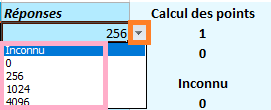 Réponses
Calcul des points
256
1
Inconnu
0
0
256
Inconnu
1024
4096
0